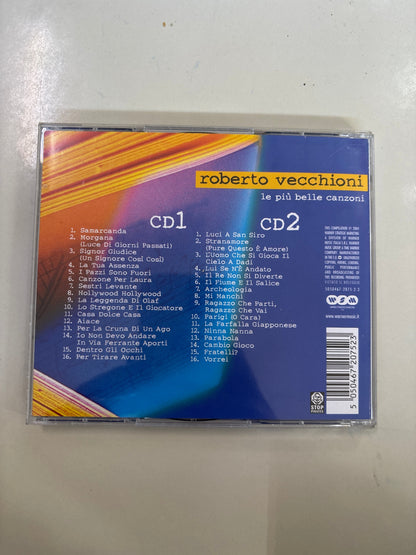 roberto vecchioni
le più belle canzoni
CD1
1. Samarcanda
2. Morgana
(Luce Di Giorni Passati)
3. Signor Giudice
(Un Signore Così Così)
4. La Tua Assenza
5. I Pazzi Sono Fuori
6. Canzone Per Laura
7. Sestri Levante
8. Hollywood Hollywood
9. La Leggenda Di Olaf
10. Lo Stregone E Il Giocatore
11. Casa Dolce Casa
12. Aiace
13. Per La Cruna Di Un Ago
14. Io Non Devo Andare
In Via Ferrante Aporti
15. Dentro Gli Occhi
16. Per Tirare Avanti
CD2
1. Luci A San Siro
2. Stranamore
(Pure Questo È Amore)
3. L'Uomo Che Si Gioca Il
Cielo A Dadi
4. Lui Se N'È Andato
5. Il Re Non Si Diverte
6. Il Fiume E Il Salice
7. Archeologia
8. Mi Manchi
9. Ragazzo Che Parti,
Ragazzo Che Vai
10. Parigi (O Cara)
11. La Farfalla Giapponese
12. Ninna Nanna
13. Parabola
14. Cambio Gioco
15. Fratelli?
16. Vorrei
WSM
STOP
5 050467 207523